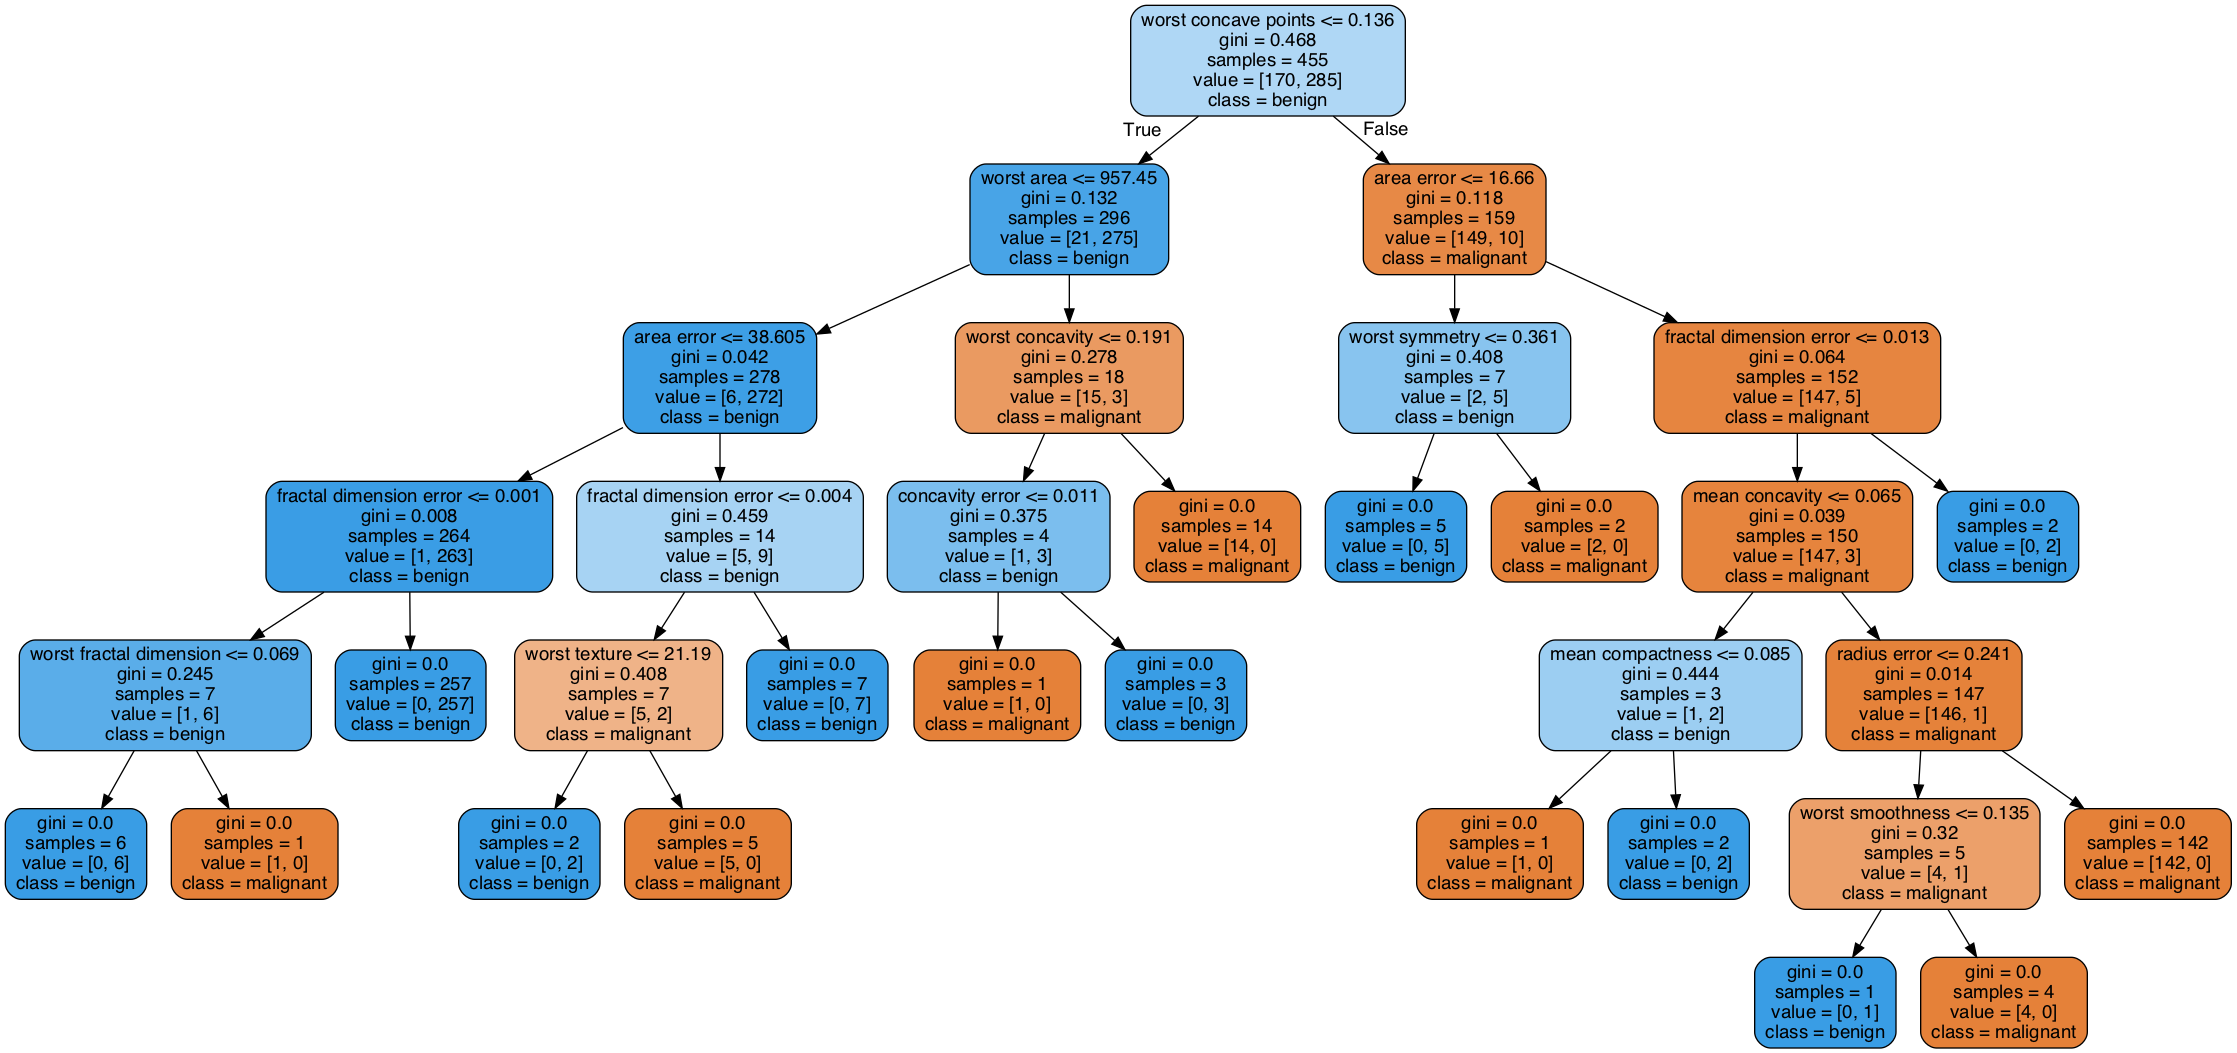 worst concave points <= 0.136
gini = 0.468
samples = 455
value = [170, 285]
class = benign
True
False
worst area <= 957.45
gini = 0.132
samples = 296
value = [21, 275]
class = benign
area error <= 16.66
gini = 0.118
samples = 159
value = [149, 10]
class = malignant
area error <= 38.605
gini = 0.042
samples = 278
value = [6, 272]
class = benign
worst concavity <= 0.191
gini = 0.278
samples = 18
value = [15, 3]
class = malignant
worst symmetry <= 0.361
gini = 0.408
samples = 7
value = [2, 5]
class = benign
fractal dimension error <= 0.013
gini = 0.064
samples = 152
value = [147, 5]
class = malignant
fractal dimension error <= 0.001
gini = 0.008
samples = 264
value = [1, 263]
class = benign
fractal dimension error <= 0.004
gini = 0.459
samples = 14
value = [5, 9]
class = benign
concavity error <= 0.011
gini = 0.375
samples = 4
value = [1, 3]
class = benign
gini = 0.0
samples = 14
value = [14, 0]
class = malignant
gini = 0.0
samples = 5
value = [0, 5]
class = benign
gini = 0.0
samples = 2
value = [2, 0]
class = malignant
mean concavity <= 0.065
gini = 0.039
samples = 150
value = [147, 3]
class = malignant
gini = 0.0
samples = 2
value = [0, 2]
class = benign
worst fractal dimension <= 0.069
gini = 0.245
samples = 7
value = [1, 6]
class = benign
gini = 0.0
samples = 257
value = [0, 257]
class = benign
worst texture <= 21.19
gini = 0.408
samples = 7
value = [5, 2]
class = malignant
gini = 0.0
samples = 7
value = [0, 7]
class = benign
gini = 0.0
samples = 1
value = [1, 0]
class = malignant
gini = 0.0
samples = 3
value = [0, 3]
class = benign
mean compactness <= 0.085
gini = 0.444
samples = 3
value = [1, 2]
class = benign
radius error <= 0.241
gini = 0.014
samples = 147
value = [146, 1]
class = malignant
gini = 0.0
samples = 6
value = [0, 6]
class = benign
gini = 0.0
samples = 1
value = [1, 0]
class = malignant
gini = 0.0
samples = 2
value = [0, 2]
class = benign
gini = 0.0
samples = 5
value = [5, 0]
class = malignant
gini = 0.0
samples = 1
value = [1, 0]
class = malignant
gini = 0.0
samples = 2
value = [0, 2]
class = benign
worst smoothness <= 0.135
gini = 0.32
samples = 5
value = [4, 1]
class = malignant
gini = 0.0
samples = 142
value = [142, 0]
class = malignant
gini = 0.0
samples = 1
value = [0, 1]
class = benign
gini = 0.0
samples = 4
value = [4, 0]
class = malignant